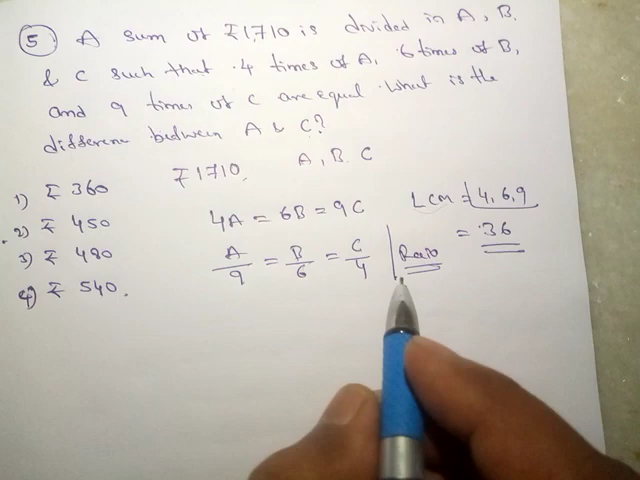 5 A sum of ₹1710 is divided in A, B.
& C such that 4 times of A, 6 times of B,
and 9 times of C are equal. What is the
difference between A & C?
₹1710, A, B. C
1) ₹ 360
2) ₹ 450
3) ₹ 480
4) ₹ 540.
4A = 6B = 9C
A/9 = B/6 = C/4 | Ratio
LCM = 4, 6, 9
= 36